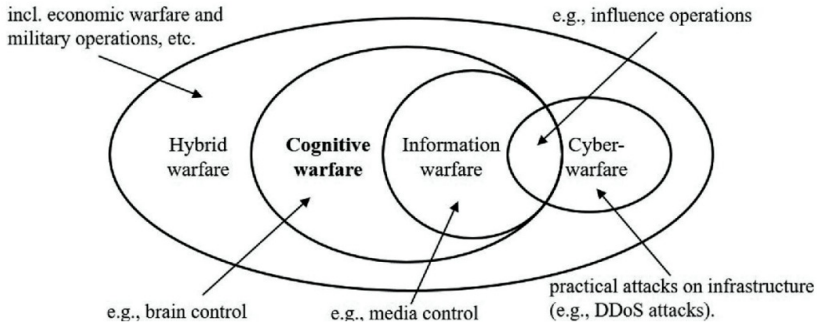 incl. economic warfare and
military operations, etc.
e.g., influence operations
Hybrid
warfare
Cognitive
warfare
Information
warfare
Cyber-
warfare
e.g., brain control
e.g., media control
practical attacks on infrastructure
(e.g., DDoS attacks).